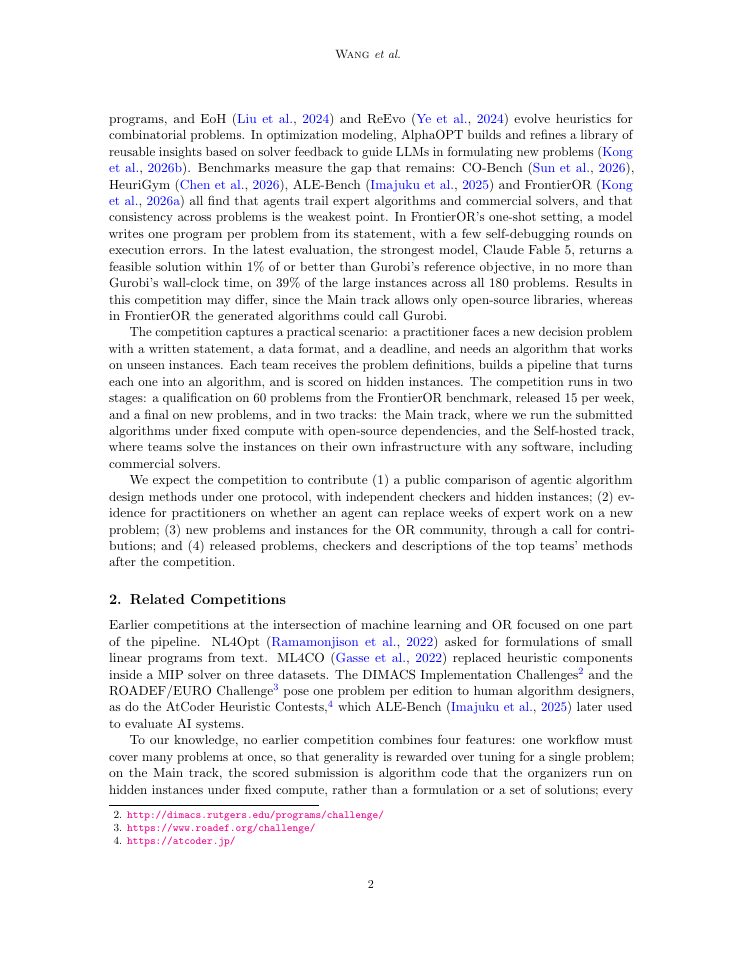 Wang et al.
programs, and EoH (Liu et al., 2024) and ReEvo (Ye et al., 2024) evolve heuristics for
combinatorial problems. In optimization modeling, AlphaOPT builds and refines a library of
reusable insights based on solver feedback to guide LLMs in formulating new problems (Kong
et al., 2026b). Benchmarks measure the gap that remains: CO-Bench (Sun et al., 2026),
HeuriGym (Chen et al., 2026), ALE-Bench (Imajuku et al., 2025) and FrontierOR (Kong
et al., 2026a) all find that agents trail expert algorithms and commercial solvers, and that
consistency across problems is the weakest point. In FrontierOR's one-shot setting, a model
writes one program per problem from its statement, with a few self-debugging rounds on
execution errors. In the latest evaluation, the strongest model, Claude Fable 5, returns a
feasible solution within 1% of or better than Gurobi's reference objective, in no more than
Gurobi's wall-clock time, on 39% of the large instances across all 180 problems. Results in
this competition may differ, since the Main track allows only open-source libraries, whereas
in FrontierOR the generated algorithms could call Gurobi.
The competition captures a practical scenario: a practitioner faces a new decision problem
with a written statement, a data format, and a deadline, and needs an algorithm that works
on unseen instances. Each team receives the problem definitions, builds a pipeline that turns
each one into an algorithm, and is scored on hidden instances. The competition runs in two
stages: a qualification on 60 problems from the FrontierOR benchmark, released 15 per week,
and a final on new problems, and in two tracks: the Main track, where we run the submitted
algorithms under fixed compute with open-source dependencies, and the Self-hosted track,
where teams solve the instances on their own infrastructure with any software, including
commercial solvers.
We expect the competition to contribute (1) a public comparison of agentic algorithm
design methods under one protocol, with independent checkers and hidden instances; (2) ev-
idence for practitioners on whether an agent can replace weeks of expert work on a new
problem; (3) new problems and instances for the OR community, through a call for contri-
butions; and (4) released problems, checkers and descriptions of the top teams' methods
after the competition.
2. Related Competitions
Earlier competitions at the intersection of machine learning and OR focused on one part
of the pipeline. NL4Opt (Ramamonjison et al., 2022) asked for formulations of small
linear programs from text. ML4CO (Gasse et al., 2022) replaced heuristic components
inside a MIP solver on three datasets. The DIMACS Implementation Challenges2 and the
ROADEF/EURO Challenge3 pose one problem per edition to human algorithm designers,
as do the AtCoder Heuristic Contests,4 which ALE-Bench (Imajuku et al., 2025) later used
to evaluate AI systems.
To our knowledge, no earlier competition combines four features: one workflow must
cover many problems at once, so that generality is rewarded over tuning for a single problem;
on the Main track, the scored submission is algorithm code that the organizers run on
hidden instances under fixed compute, rather than a formulation or a set of solutions; every
2. http://dimacs.rutgers.edu/programs/challenge/
3. https://www.roadef.org/challenge/
4. https://atcoder.jp/
2